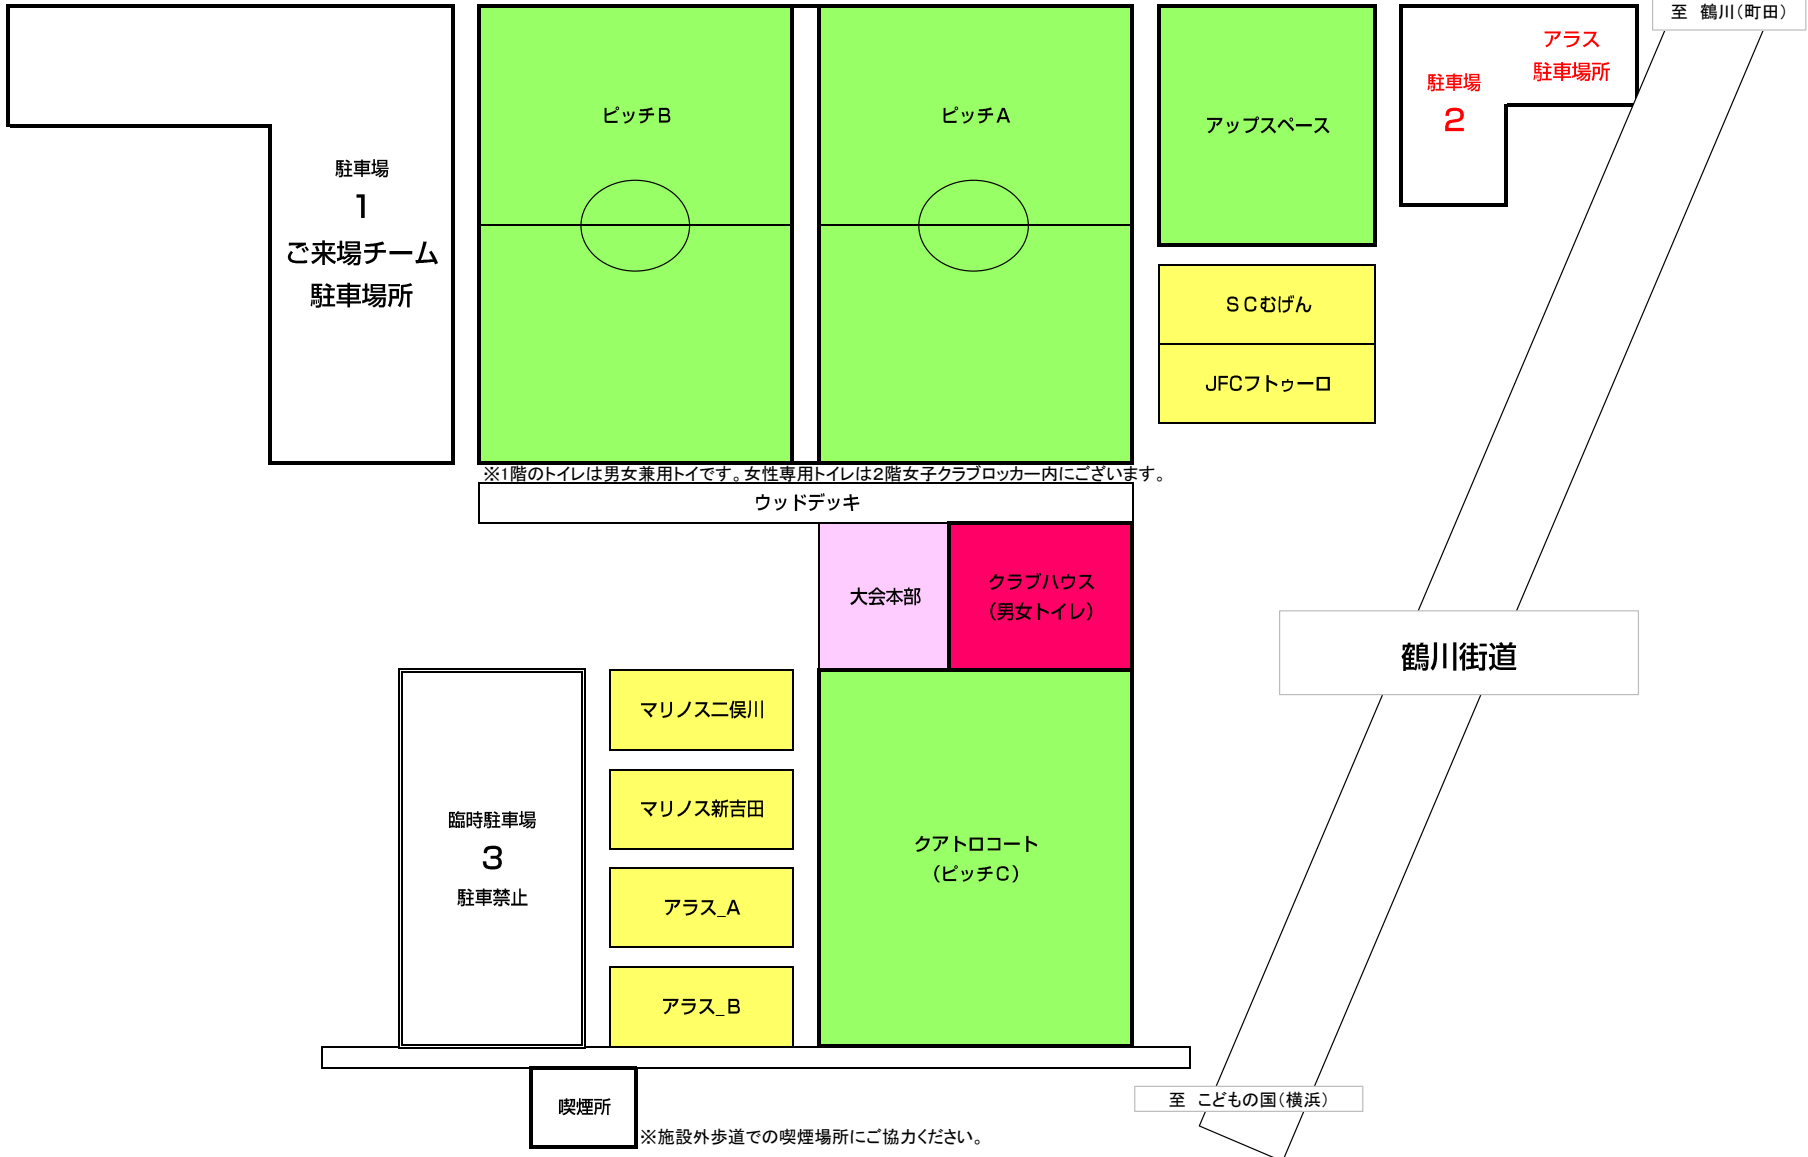 至　鶴川（町田）
アラス
駐車場所
駐車場
2
ピッチB
ピッチA
アップスペース
駐車場
1
ご来場チーム
駐車場所
ＳＣむげん
JFCフトゥーロ
※1階のトイレは男女兼用トイです。女性専用トイレは2階女子クラブロッカー内にございます。
ウッドデッキ
大会本部
クラブハウス
（男女トイレ）
鶴川街道
マリノス二俣川
マリノス新吉田
臨時駐車場
3
駐車禁止
クアトロコート
（ピッチC）
アラス_A
アラス_B
至　こどもの国（横浜）
喫煙所
※施設外歩道での喫煙場所にご協力ください。